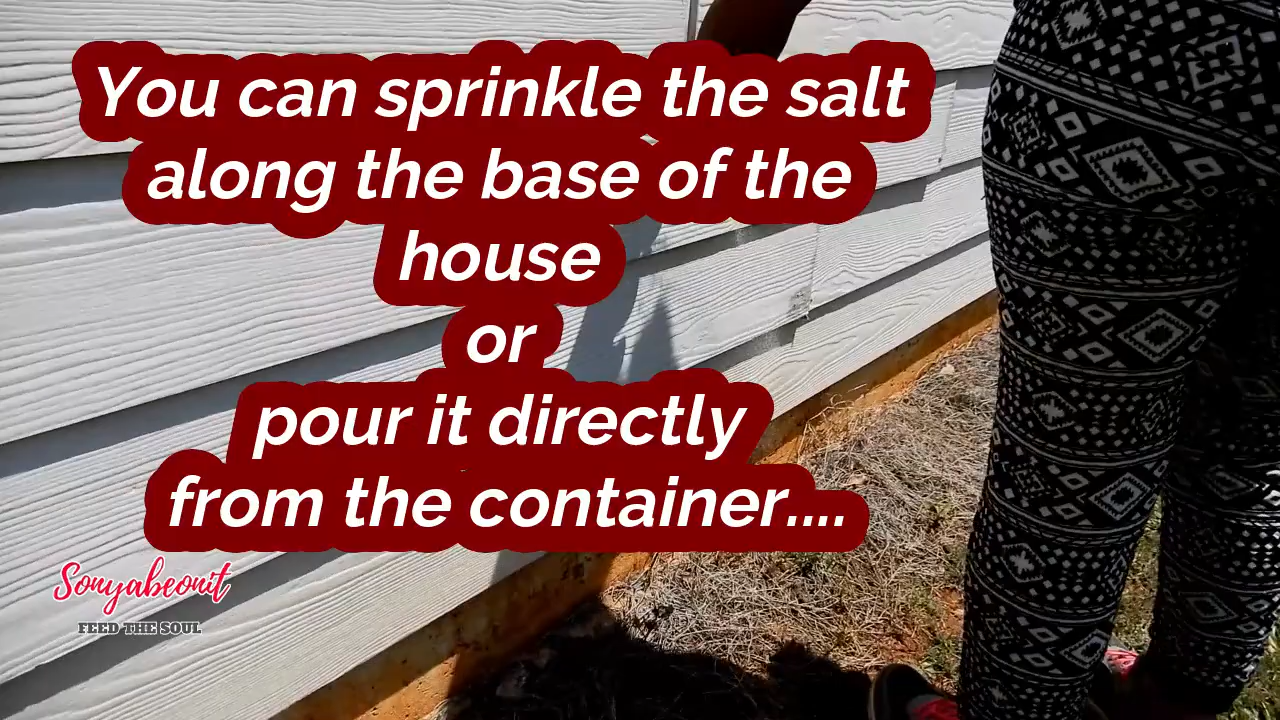 You can sprinkle the salt
along the base of the
house
or
pour it directly
from the container....
Sonyabeonit
FEED THE SOUL